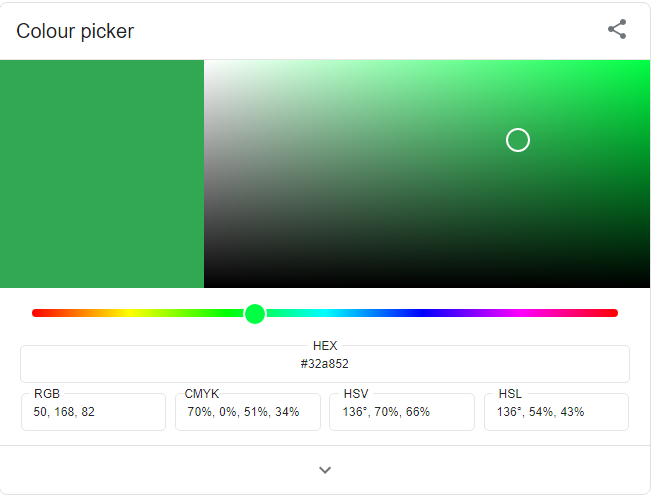 Colour picker
HEX
#32a852
RGB
50, 168, 82
CMYK
70%, 0%, 51%, 34%
HSV
136°, 70%, 66%
HSL
136°, 54%, 43%